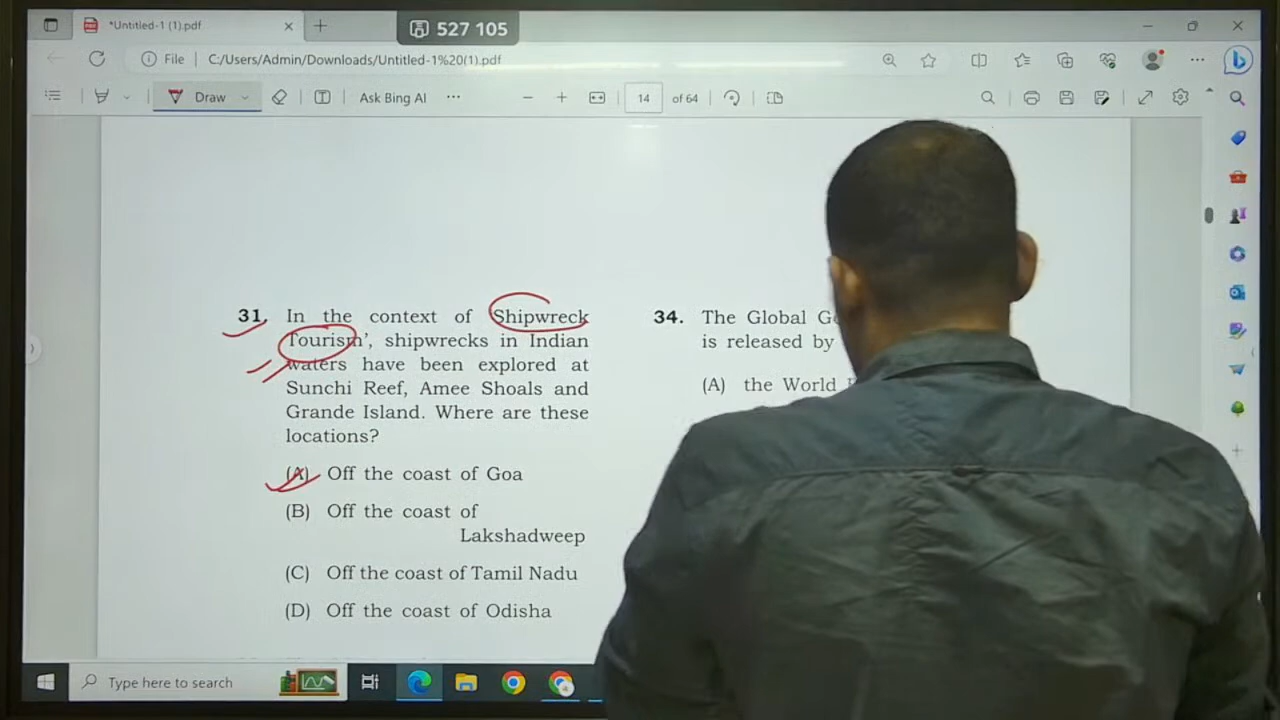 *Untitled-1 (1).pdf
527 105
File C:/Users/Admin/Downloads/Untitled-1%20(1).pdf
Draw
Ask Bing AI
14 of 64
31. In the context of Shipwreck
Tourism', shipwrecks in Indian
waters have been explored at
Sunchi Reef, Amee Shoals and
Grande Island. Where are these
locations?
(A) Off the coast of Goa
(B) Off the coast of
Lakshadweep
(C) Off the coast of Tamil Nadu
(D) Off the coast of Odisha
34. The Global
is released by
(A) the World
Type here to search